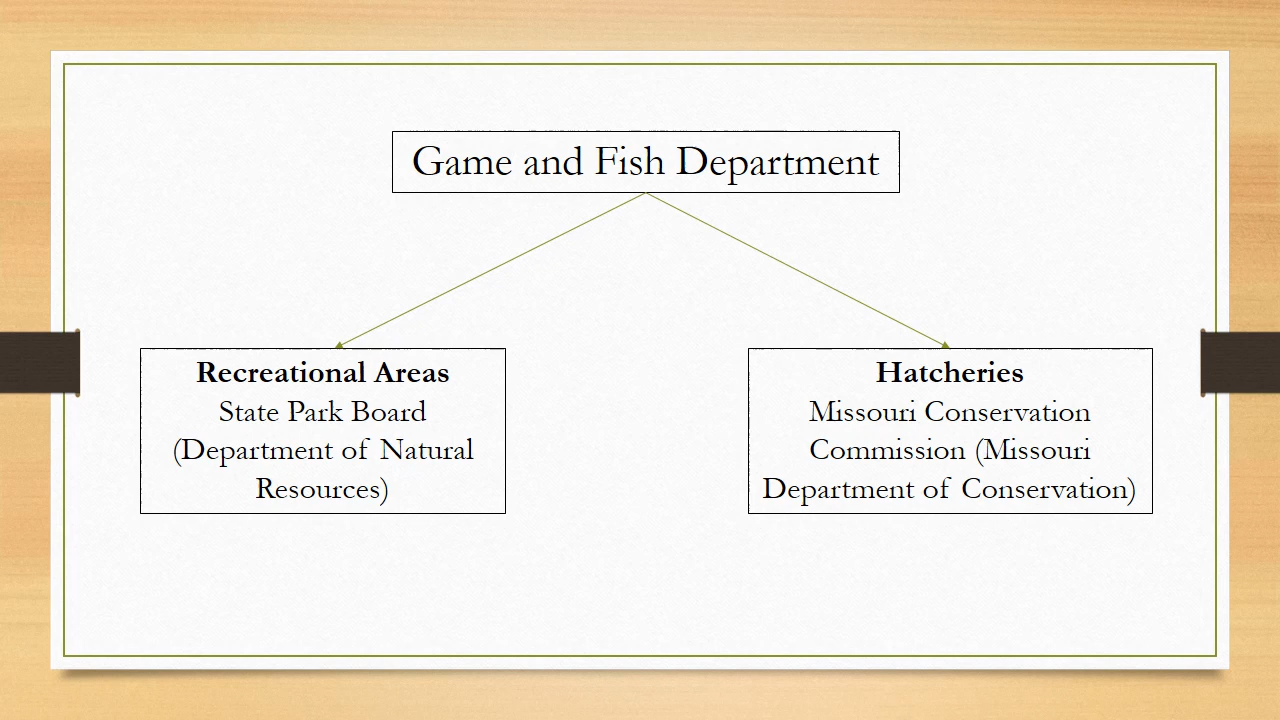 Game and Fish Department
Recreational Areas
State Park Board
(Department of Natural
Resources)
Hatcheries
Missouri Conservation
Commission (Missouri
Department of Conservation)